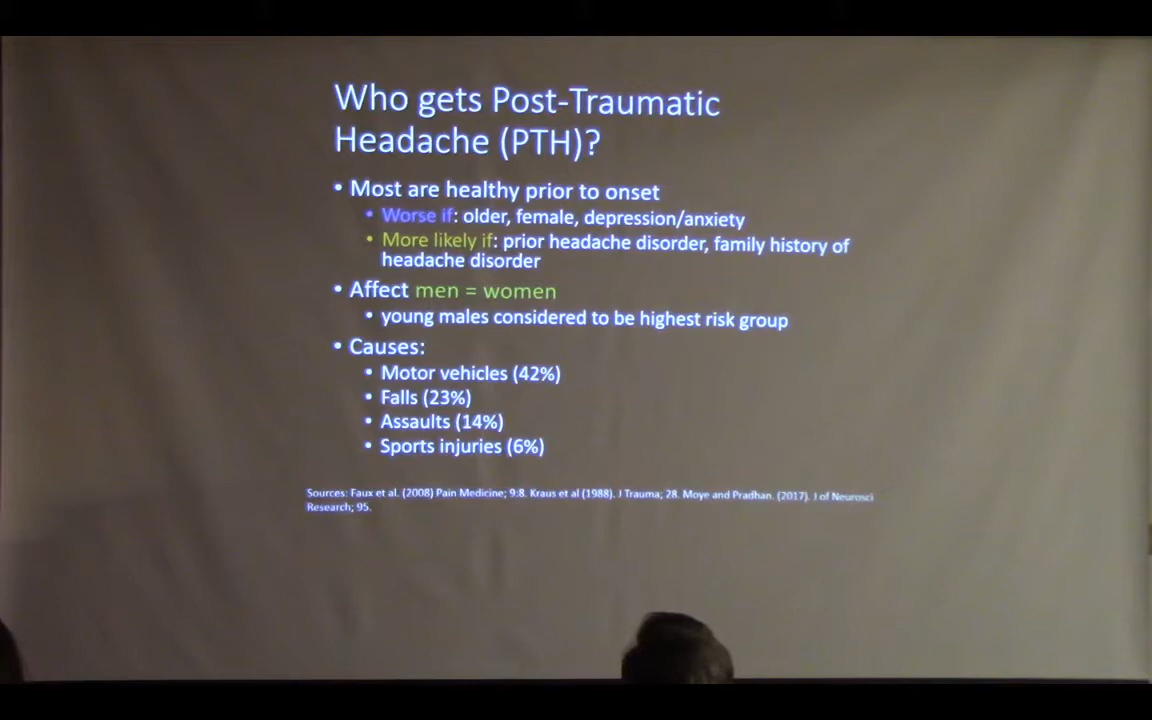 Who gets Post-Traumatic
Headache (PTH)?
• Most are healthy prior to onset
• Worse if: older, female, depression/anxiety
• More likely if: prior headache disorder, family history of
headache disorder
• Affect men = women
• young males considered to be highest risk group
• Causes:
• Motor vehicles (42%)
• Falls (23%)
• Assaults (14%)
• Sports injuries (6%)
Sources: Faux et al. (2008) Pain Medicine; 9:8. Kraus et al (1988). J Trauma; 28. Moye and Pradhan. (2017). J of Neurosci
Research; 95.